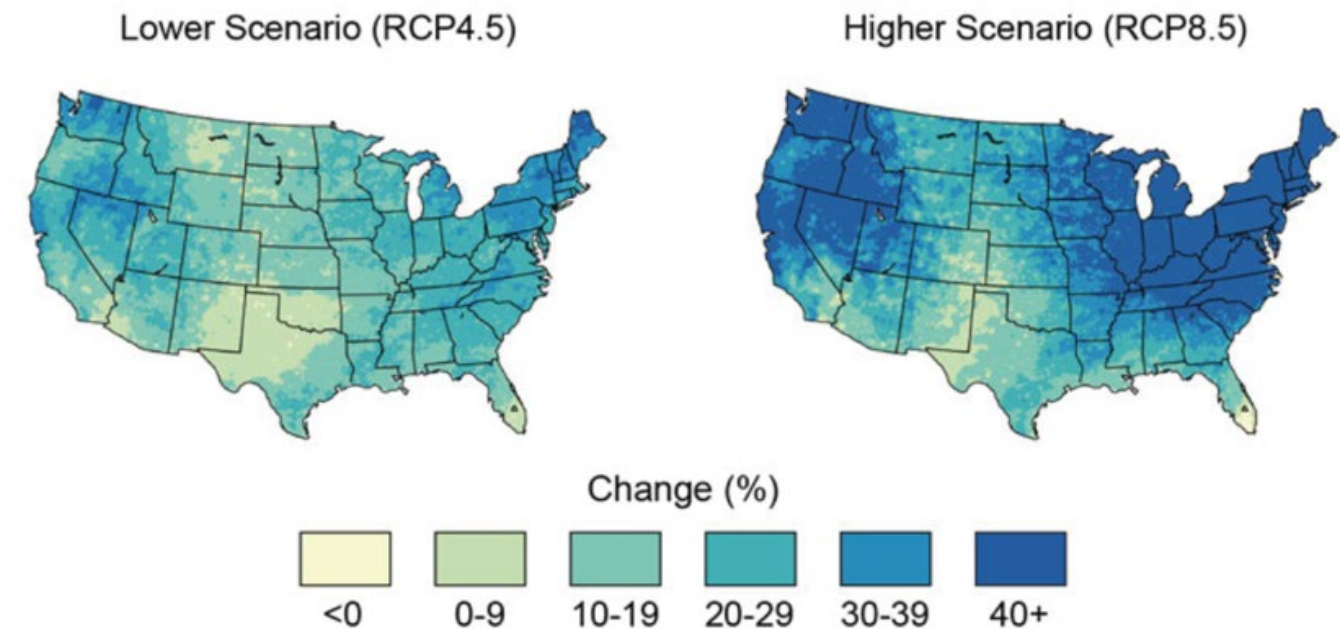 Lower Scenario (RCP4.5)
Higher Scenario (RCP8.5)
Change (%)
<0
0-9
10-19
20-29
30-39
40+